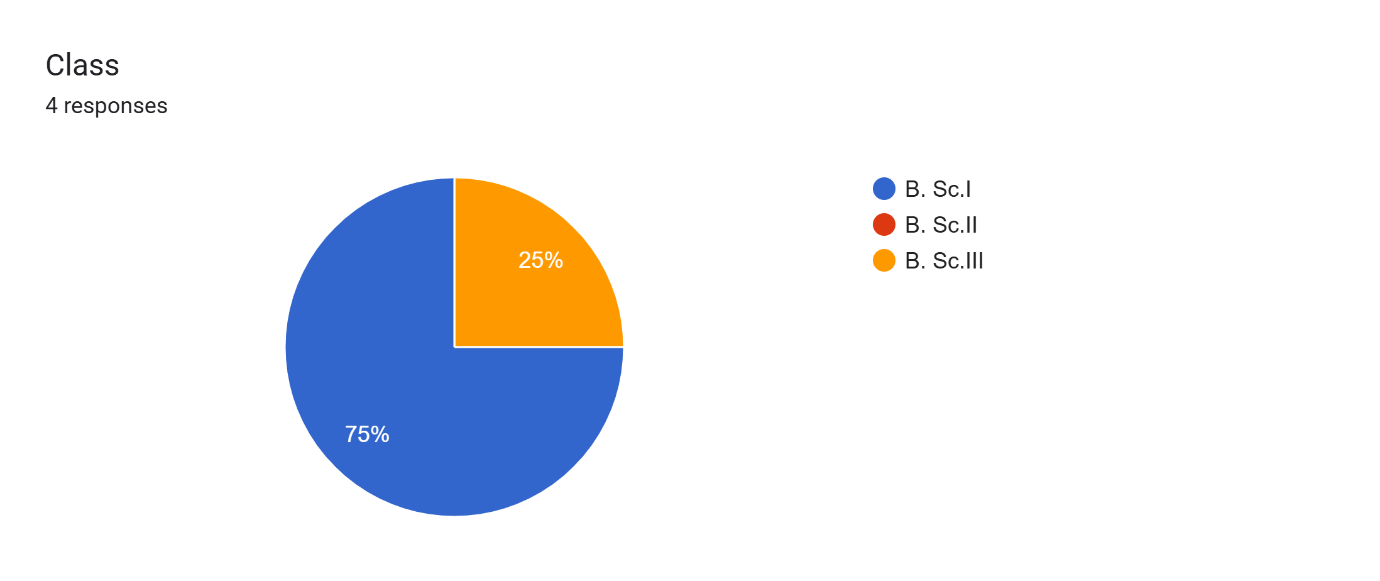 Class
4 responses
B. Sc.I
B. Sc.II
B. Sc.III
25%
75%